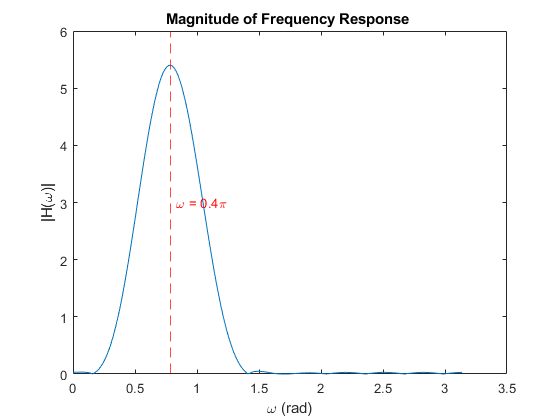 Magnitude of Frequency Response
6
5
4
3
2
1
0
|H(ω)|
ω = 0.4π
0 0.5 1 1.5 2 2.5 3 3.5
ω (rad)